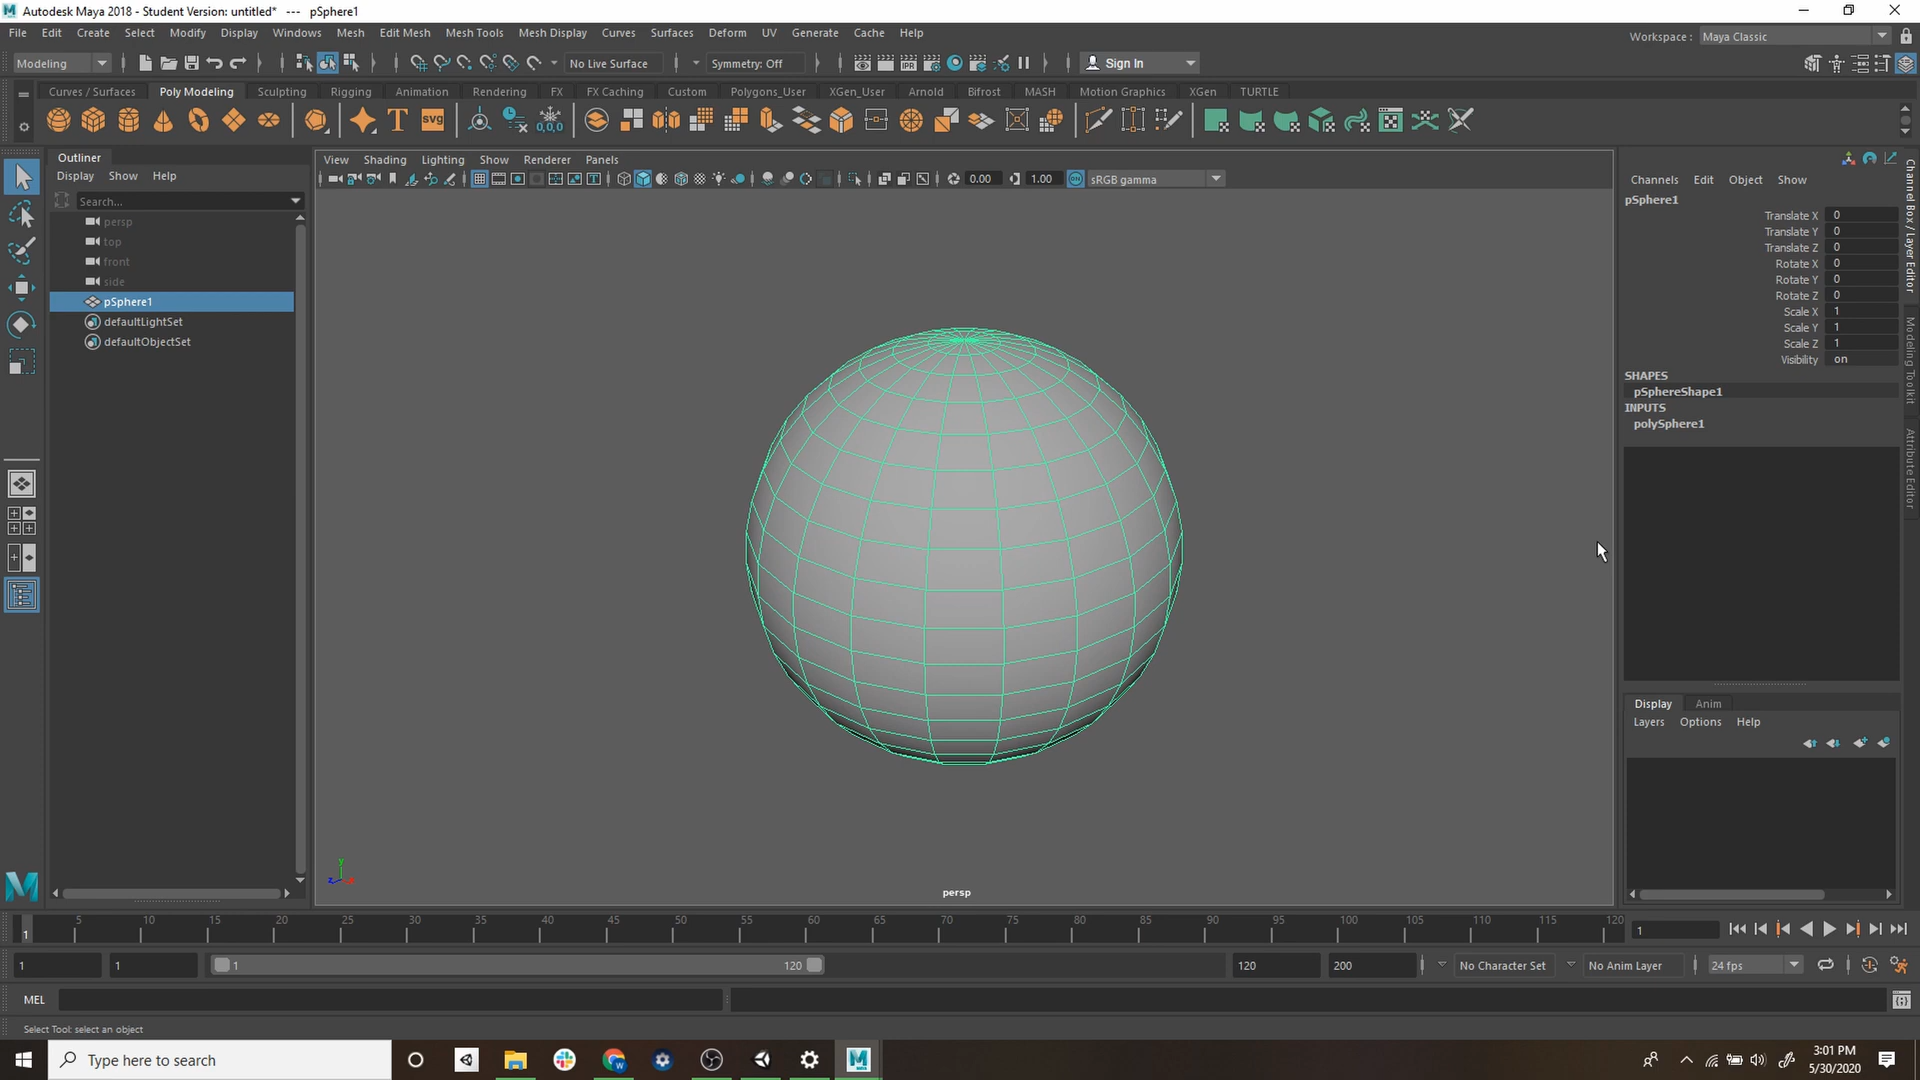 Autodesk Maya 2018 - Student Version: untitled* --- pSphere1
File Edit Create Select Modify Display Windows Mesh Edit Mesh Mesh Tools Mesh Display Curves Surfaces Deform UV Generate Cache Help
Workspace : Maya Classic
Modeling
No Live Surface
Symmetry: Off
IPR
Sign In
Curves / Surfaces Poly Modeling Sculpting Rigging Animation Rendering FX FX Caching Custom Polygons_User XGen_User Arnold Bifrost MASH Motion Graphics XGen TURTLE
T
SVG
0,0,0
Outliner
Display Show Help
Search...
persp
top
front
side
pSphere1
defaultLightSet
defaultObjectSet
View Shading Lighting Show Renderer Panels
0.00
1.00
ON
sRGB gamma
y
z
persp
Channels Edit Object Show
pSphere1
Translate X 0
Translate Y 0
Translate Z 0
Rotate X 0
Rotate Y 0
Rotate Z 0
Scale X 1
Scale Y 1
Scale Z 1
Visibility on
SHAPES
pSphereShape1
INPUTS
polySphere1
Channel Box / Layer Editor
Modeling Toolkit
Attribute Editor
Display Anim
Layers Options Help
1 5 10 15 20 25 30 35 40 45 50 55 60 65 70 75 80 85 90 95 100 105 110 115 120
1
1 1 1 120 120 200
No Character Set
No Anim Layer
24 fps
MEL
Select Tool: select an object
Type here to search
3:01 PM
5/30/2020